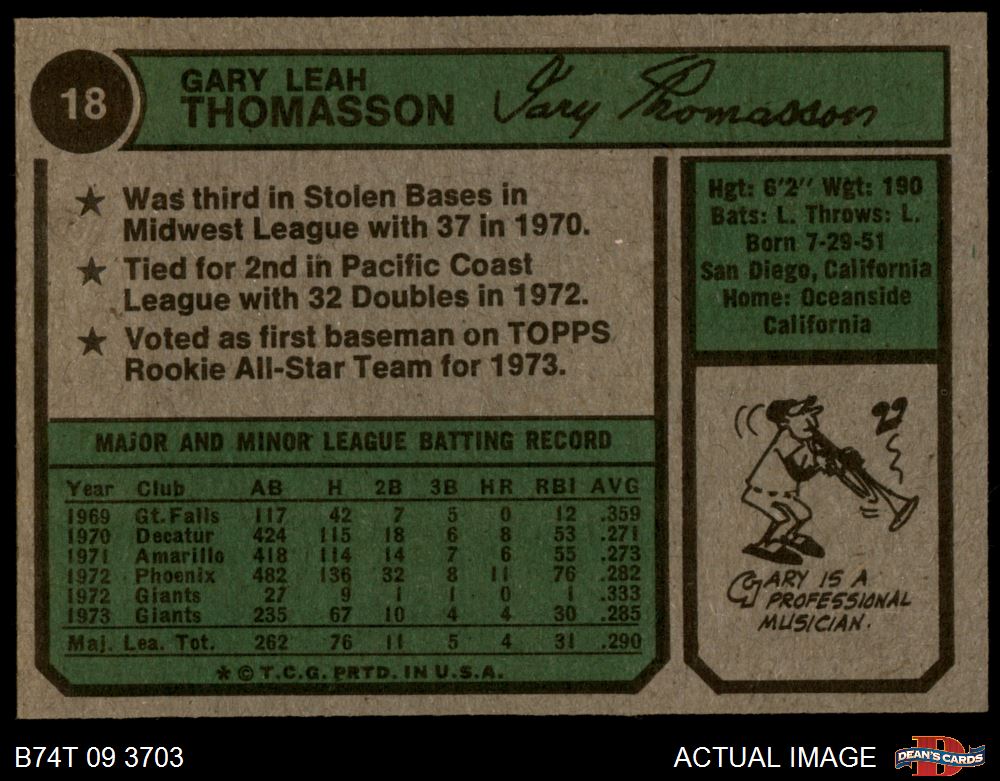 18
GARY LEAH
THOMASSON
Gary Thomasson
★ Was third in Stolen Bases in
Midwest League with 37 in 1970.
★ Tied for 2nd in Pacific Coast
League with 32 Doubles in 1972.
★ Voted as first baseman on TOPPS
Rookie All-Star Team for 1973.
Hgt: 6'2" Wgt: 190
Bats: L. Throws: L.
Born 7-29-51
San Diego, California
Home: Oceanside
California
MAJOR AND MINOR LEAGUE BATTING RECORD
Year Club AB H 2B 3B HR RBI AVG
1969 Gt. Falls 117 42 7 5 0 12 .359
1970 Decatur 424 115 18 6 8 53 .271
1971 Amarillo 418 114 14 7 6 55 .273
1972 Phoenix 482 136 32 8 11 76 .282
1972 Giants 27 9 1 1 0 1 .333
1973 Giants 235 67 10 4 4 30 .285
Maj. Lea. Tot. 262 76 11 5 4 31 .290
* © T.C.G. PRTD. IN U.S.A.
GARY IS A
PROFESSIONAL
MUSICIAN.
B74T 09 3703
ACTUAL IMAGE
D
DEAN'S CARDS